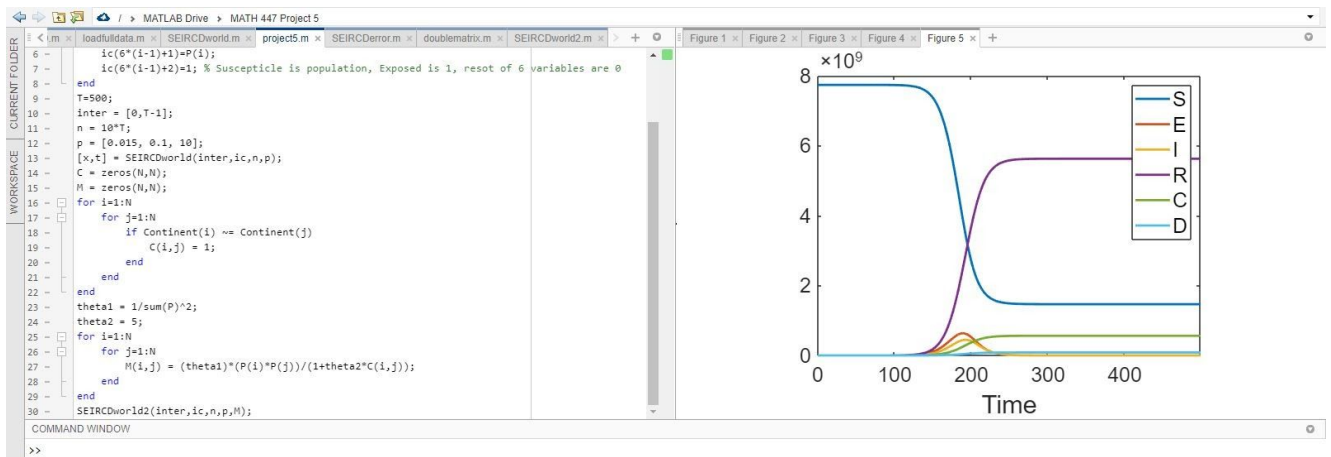 / > MATLAB Drive > MATH 447 Project 5
.m × loadfulldata.m × SEIRCDworld.m × project5.m × SEIRCDerror.m × doublematrix.m × SEIRCDworld2.m × +
Figure 1 × Figure 2 × Figure 3 × Figure 4 × Figure 5 × +
CURRENT FOLDER
WORKSPACE
6 - ic(6*(i-1)+1)=P(i);
7 - ic(6*(i-1)+2)=1; % Suscepticle is population, Exposed is 1, resot of 6 variables are 0
8 - end
9 - T=500;
10 - inter = [0,T-1];
11 - n = 10*T;
12 - p = [0.015, 0.1, 10];
13 - [x,t] = SEIRCDworld(inter,ic,n,p);
14 - C = zeros(N,N);
15 - M = zeros(N,N);
16 - for i=1:N
17 - for j=1:N
18 - if Continent(i) ~= Continent(j)
19 - C(i,j) = 1;
20 - end
21 - end
22 - end
23 - theta1 = 1/sum(P)^2;
24 - theta2 = 5;
25 - for i=1:N
26 - for j=1:N
27 - M(i,j) = (theta1)*(P(i)*P(j))/(1+theta2*C(i,j));
28 - end
29 - end
30 - SEIRCDworld2(inter,ic,n,p,M);
×10⁹
8
6
4
2
0
0 100 200 300 400
Time
S
E
I
R
C
D
COMMAND WINDOW
>>